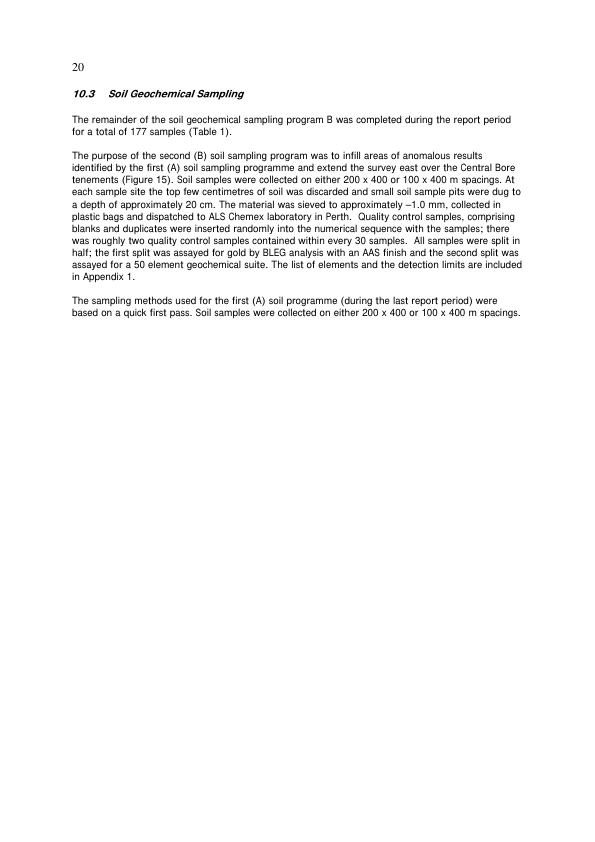 20
10.3 Soil Geochemical Sampling
The remainder of the soil geochemical sampling program B was completed during the report period
for a total of 177 samples (Table 1).
The purpose of the second (B) soil sampling program was to infill areas of anomalous results
identified by the first (A) soil sampling programme and extend the survey east over the Central Bore
tenements (Figure 15). Soil samples were collected on either 200 x 400 or 100 x 400 m spacings. At
each sample site the top few centimetres of soil was discarded and small soil sample pits were dug to
a depth of approximately 20 cm. The material was sieved to approximately –1.0 mm, collected in
plastic bags and dispatched to ALS Chemex laboratory in Perth. Quality control samples, comprising
blanks and duplicates were inserted randomly into the numerical sequence with the samples; there
was roughly two quality control samples contained within every 30 samples. All samples were split in
half; the first split was assayed for gold by BLEG analysis with an AAS finish and the second split was
assayed for a 50 element geochemical suite. The list of elements and the detection limits are included
in Appendix 1.
The sampling methods used for the first (A) soil programme (during the last report period) were
based on a quick first pass. Soil samples were collected on either 200 x 400 or 100 x 400 m spacings.